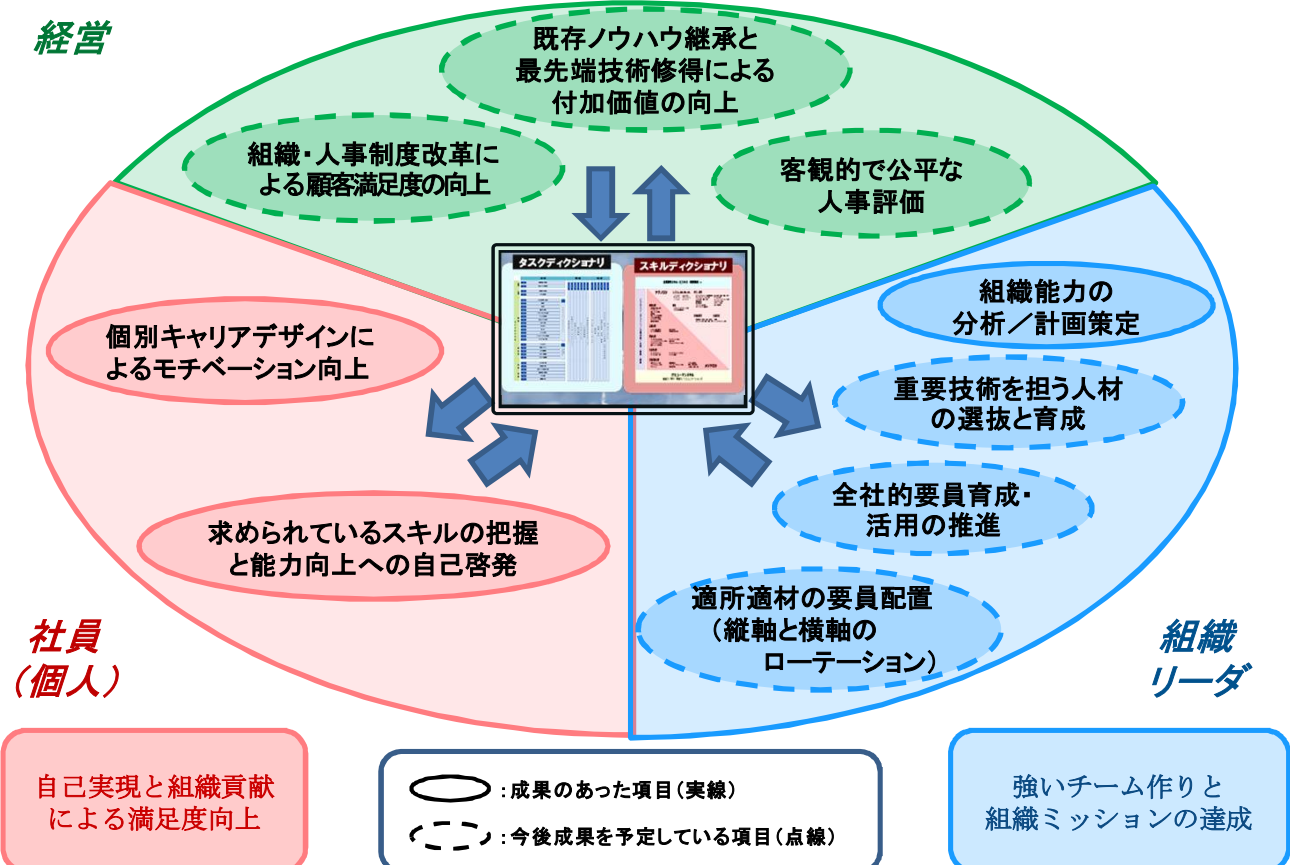 経営
既存ノウハウ継承と
最先端技術修得による
付加価値の向上
組織・人事制度改革に
よる顧客満足度の向上
客観的で公平な
人事評価
タスクディクショナリ
スキルディクショナリ
個別キャリアデザインに
よるモチベーション向上
求められているスキルの把握
と能力向上への自己啓発
組織能力の
分析／計画策定
重要技術を担う人材
の選抜と育成
全社的要員育成・
活用の推進
適所適材の要員配置
（縦軸と横軸の
ローテーション）
社員
（個人）
組織
リーダ
自己実現と組織貢献
による満足度向上
：成果のあった項目（実線）
：今後成果を予定している項目（点線）
強いチーム作りと
組織ミッションの達成